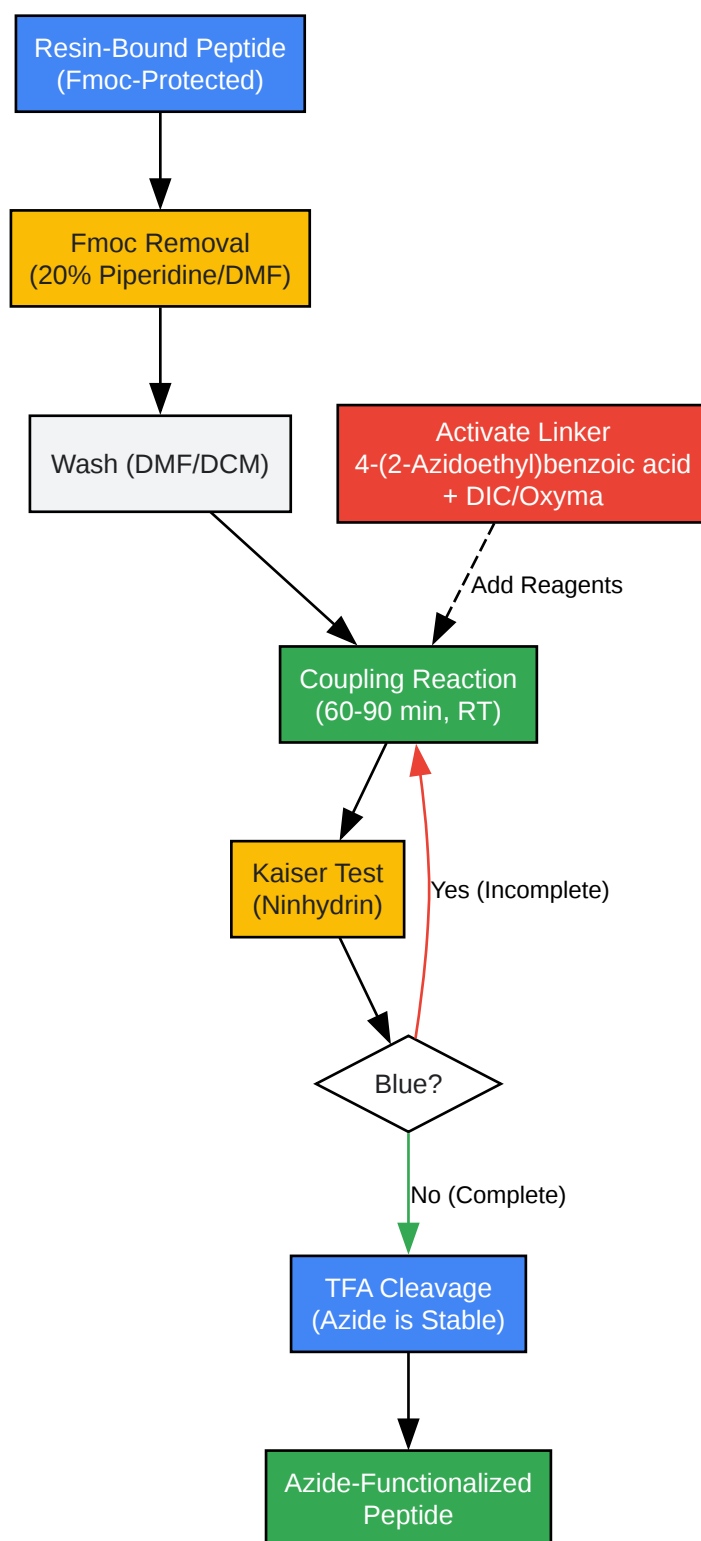 Resin-Bound Peptide
(Fmoc-Protected)
Fmoc Removal
(20% Piperidine/DMF)
Wash (DMF/DCM)
Activate Linker
4-(2-Azidoethyl)benzoic acid
+ DIC/Oxyma
Add Reagents
Coupling Reaction
(60-90 min, RT)
Kaiser Test
(Ninhydrin)
Yes (Incomplete)
Blue?
No (Complete)
TFA Cleavage
(Azide is Stable)
Azide-Functionalized
Peptide